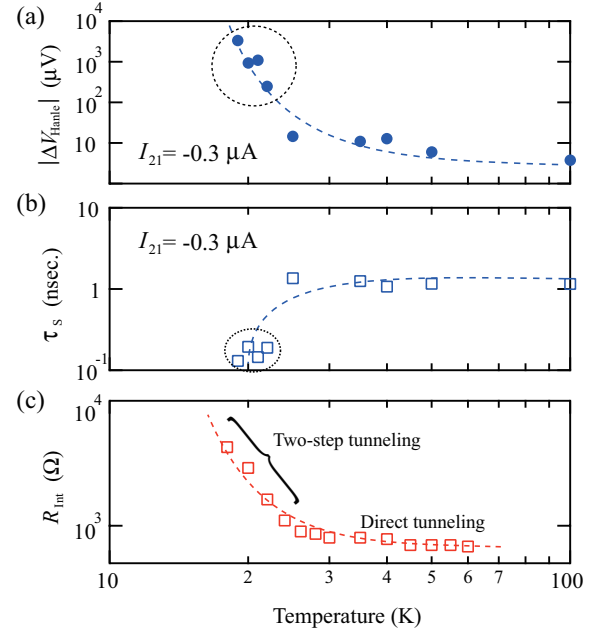 (a)
|ΔV_Hanle| (μV)
10^4
10^3
10^2
10
I_21 = -0.3 μA
(b)
τ_s (nsec.)
10
1
10^-1
I_21 = -0.3 μA
(c)
R_Int (Ω)
10^4
10^3
Two-step tunneling
Direct tunneling
10 2 3 4 5 6 7 100
Temperature (K)